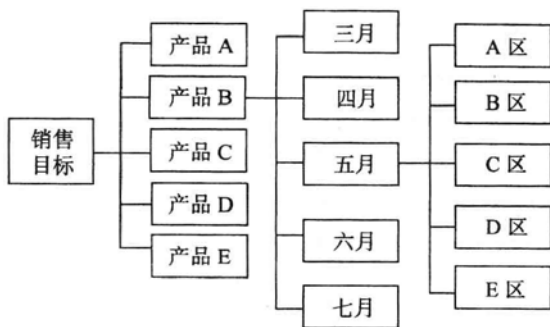 销售
目标
产品 A
产品 B
产品 C
产品 D
产品 E
三月
四月
五月
六月
七月
A 区
B 区
C 区
D 区
E 区